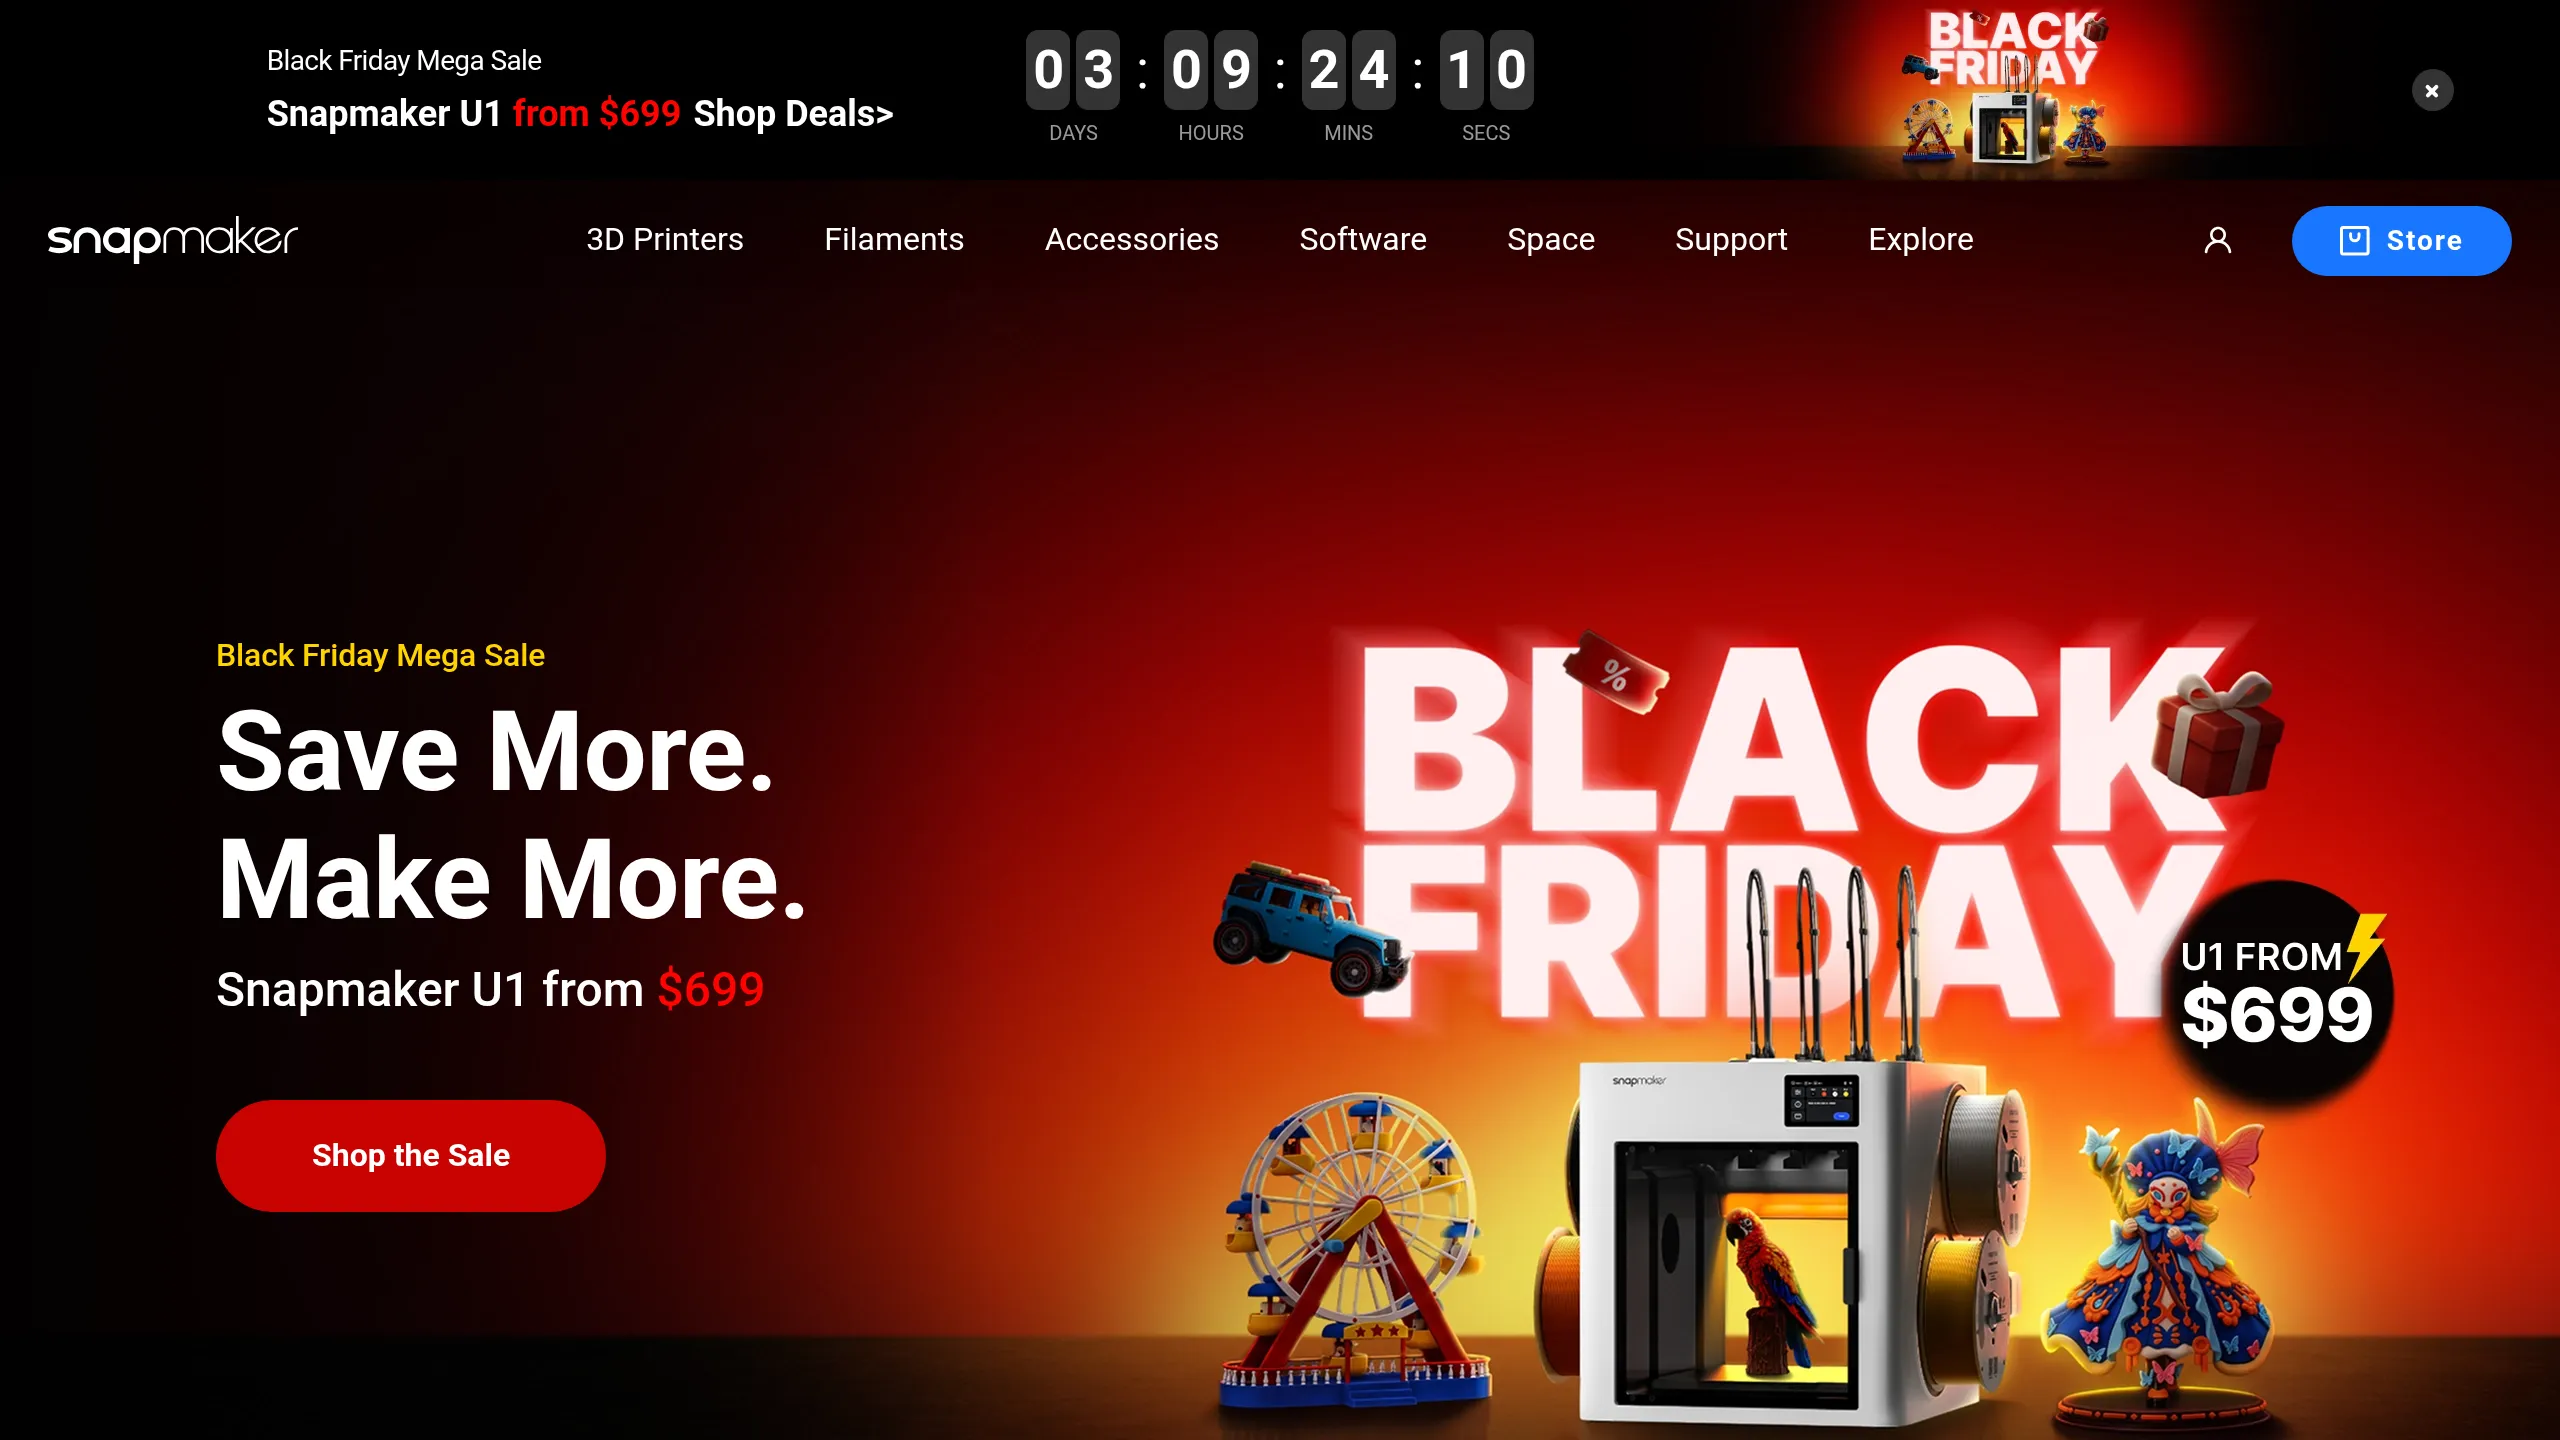 Black Friday Mega Sale
Snapmaker U1 from $699 Shop Deals>
03 : 09 : 24 : 10
DAYS HOURS MINS SECS
BLACK
FRIDAY
snapmaker
3D Printers
Filaments
Accessories
Software
Space
Support
Explore
Store
Black Friday Mega Sale
Save More.
Make More.
Snapmaker U1 from $699
Shop the Sale
BLACK
%
FRIDAY
U1 FROM
$699
snapmaker